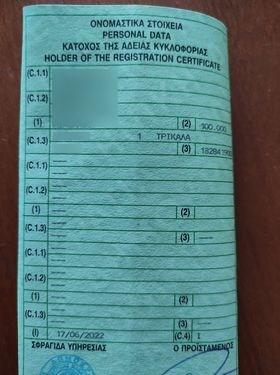 ΟΝΟΜΑΣΤΙΚΑ ΣΤΟΙΧΕΙΑ
PERSONAL DATA
ΚΑΤΟΧΟΣ ΤΗΣ ΑΔΕΙΑΣ ΚΥΚΛΟΦΟΡΙΑΣ
HOLDER OF THE REGISTRATION CERTIFICATE
(C.1.1)
(C.1.2)
(1) (2) 100.000
(C.1.3) 1 ΤΡΙΚΑΛΑ
(3)
(C.1.1)
(C.1.2)
(1) (2)
(C.1.3) (3)
(C.1.1)
(C.1.2)
(1) (2)
(C.1.3) (3)
(I) 17/06/2022 (C.4) I
ΣΦΡΑΓΙΔΑ ΥΠΗΡΕΣΙΑΣ Ο ΠΡΟΪΣΤΑΜΕΝΟΣ